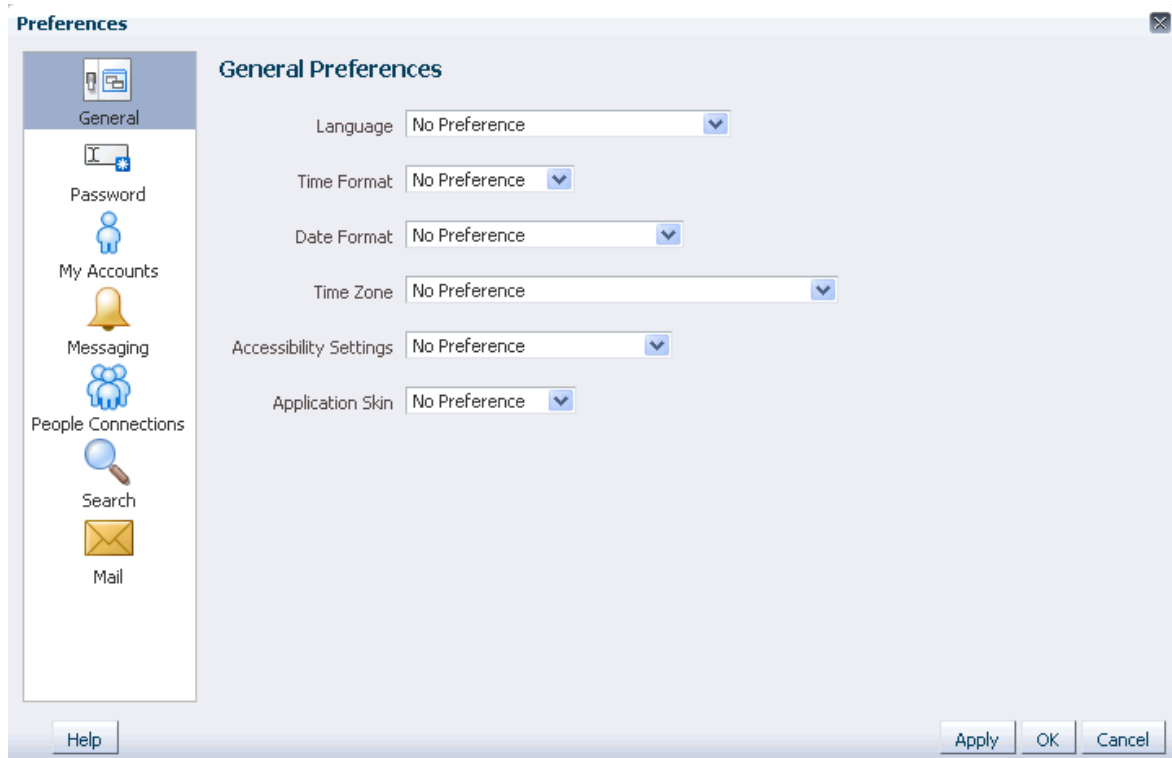 Preferences
General
Password
My Accounts
Messaging
People Connections
Search
Mail
General Preferences
Language No Preference
Time Format No Preference
Date Format No Preference
Time Zone No Preference
Accessibility Settings No Preference
Application Skin No Preference
Help Apply OK Cancel